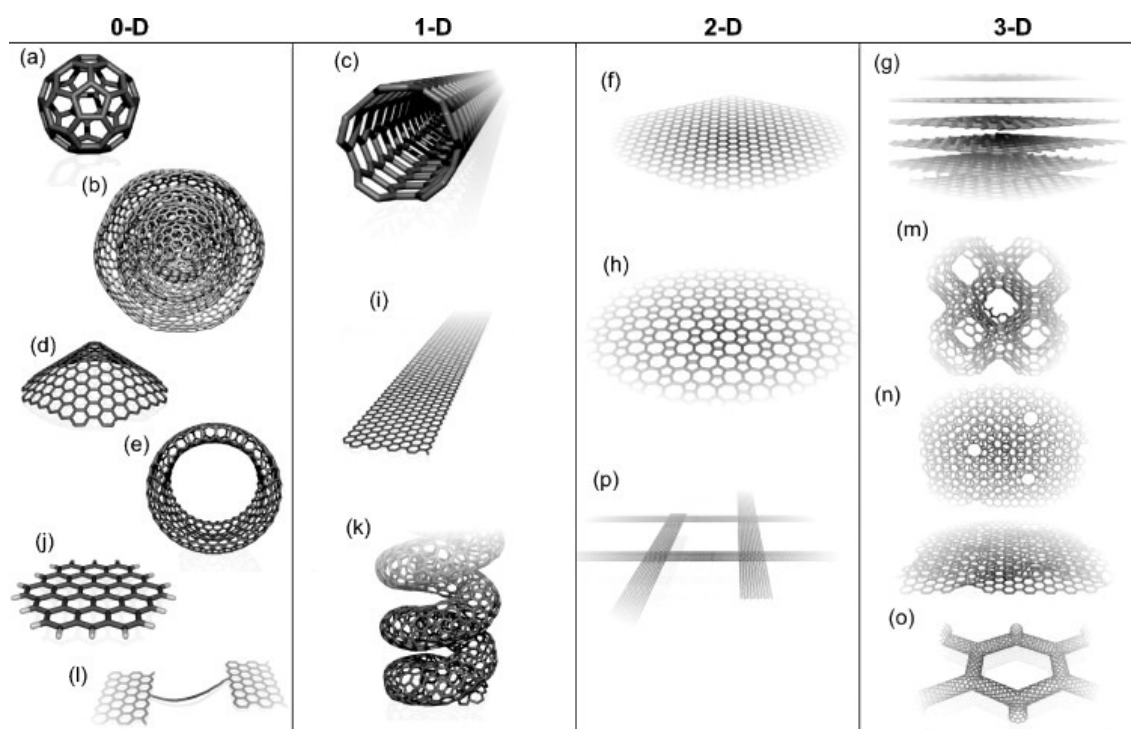 0-D 1-D 2-D 3-D
(a)
(b)
(d)
(e)
(j)
(l)
(c)
(i)
(k)
(f)
(h)
(p)
(g)
(m)
(n)
(o)